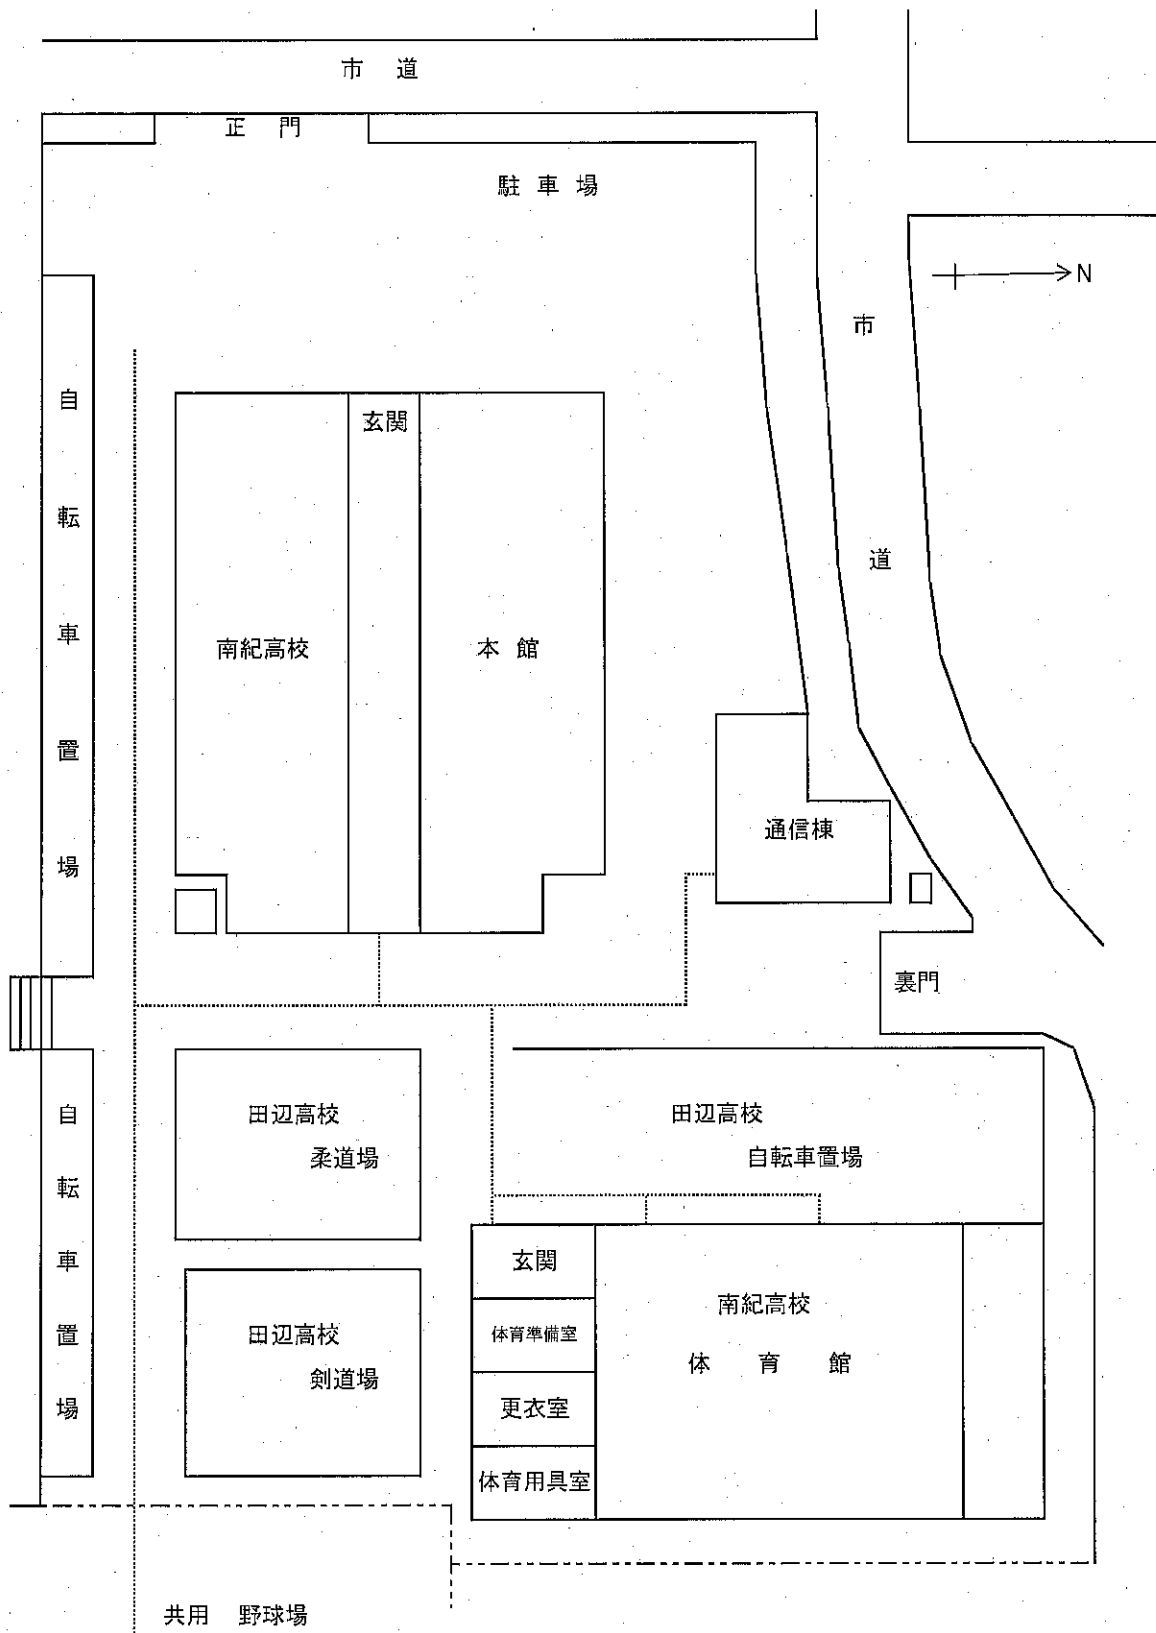 市 道
正 門
駐 車 場
N
市 道
自転車置場
玄関
南紀高校
本 館
通信棟
裏門
自転車置場
田辺高校
柔道場
田辺高校
自転車置場
玄関
体育準備室
更衣室
体育用具室
南紀高校
体 育 館
田辺高校
剣道場
共用 野球場